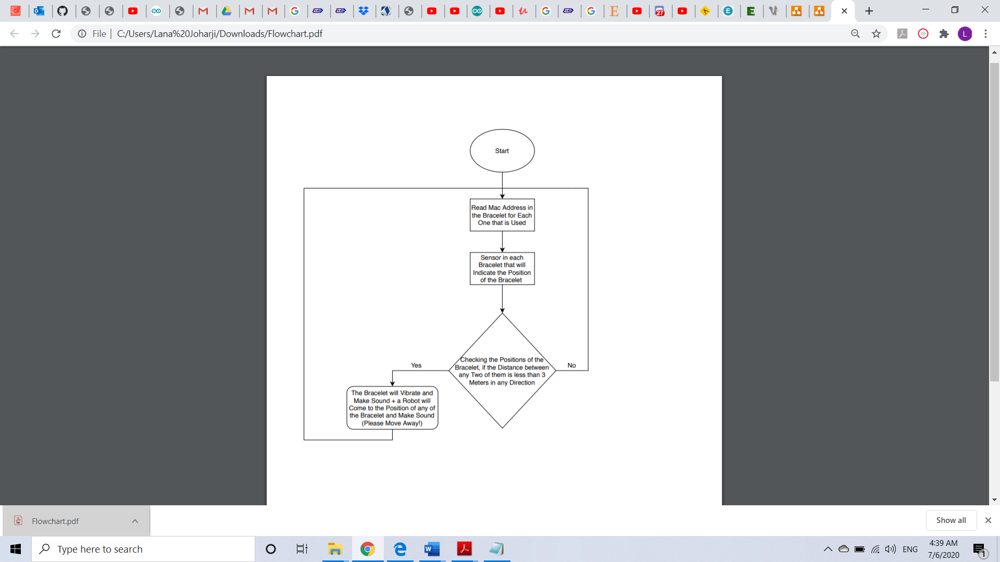 File
C:/Users/Lana%20Joharji/Downloads/Flowchart.pdf
L
27
Start
Read Mac Address in
the Bracelet for Each
One that is Used
Sensor in each
Bracelet that will
Indicate the Position
of the Bracelet
Checking the Positions of the
Bracelet, if the Distance between
any Two of them is less than 3
Meters in any Direction
Yes
No
The Bracelet will Vibrate and
Make Sound + a Robot will
Come to the Position of any of
the Bracelet and Make Sound
(Please Move Away!)
Flowchart.pdf
Show all
Type here to search
ENG
4:39 AM
7/6/2020
1